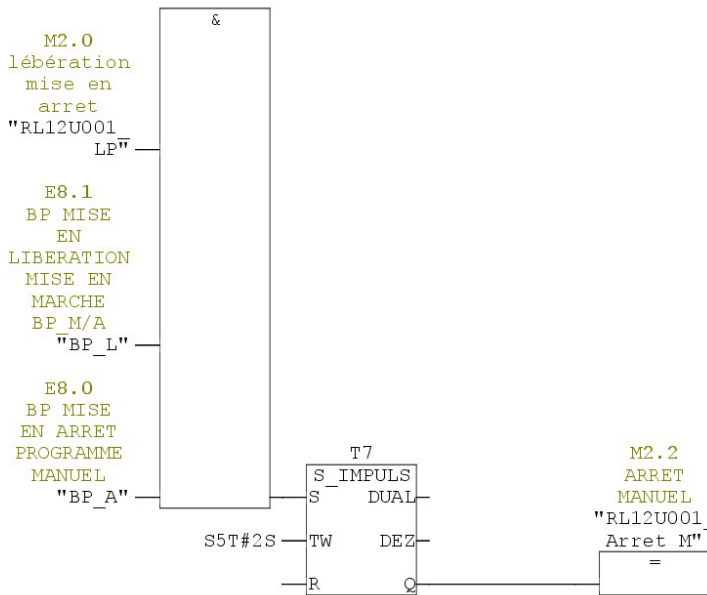 &
M2.0
lébération
mise en
arret
"RL12U001_
LP"
E8.1
BP MISE
EN
LIBERATION
MISE EN
MARCHE
BP_M/A
"BP_L"
E8.0
BP MISE
EN ARRET
PROGRAMME
MANUEL
"BP_A"
T7
S_IMPULS
S DUAL
S5T#2S TW DEZ
R Q
M2.2
ARRET
MANUEL
"RL12U001_
Arret M"
=